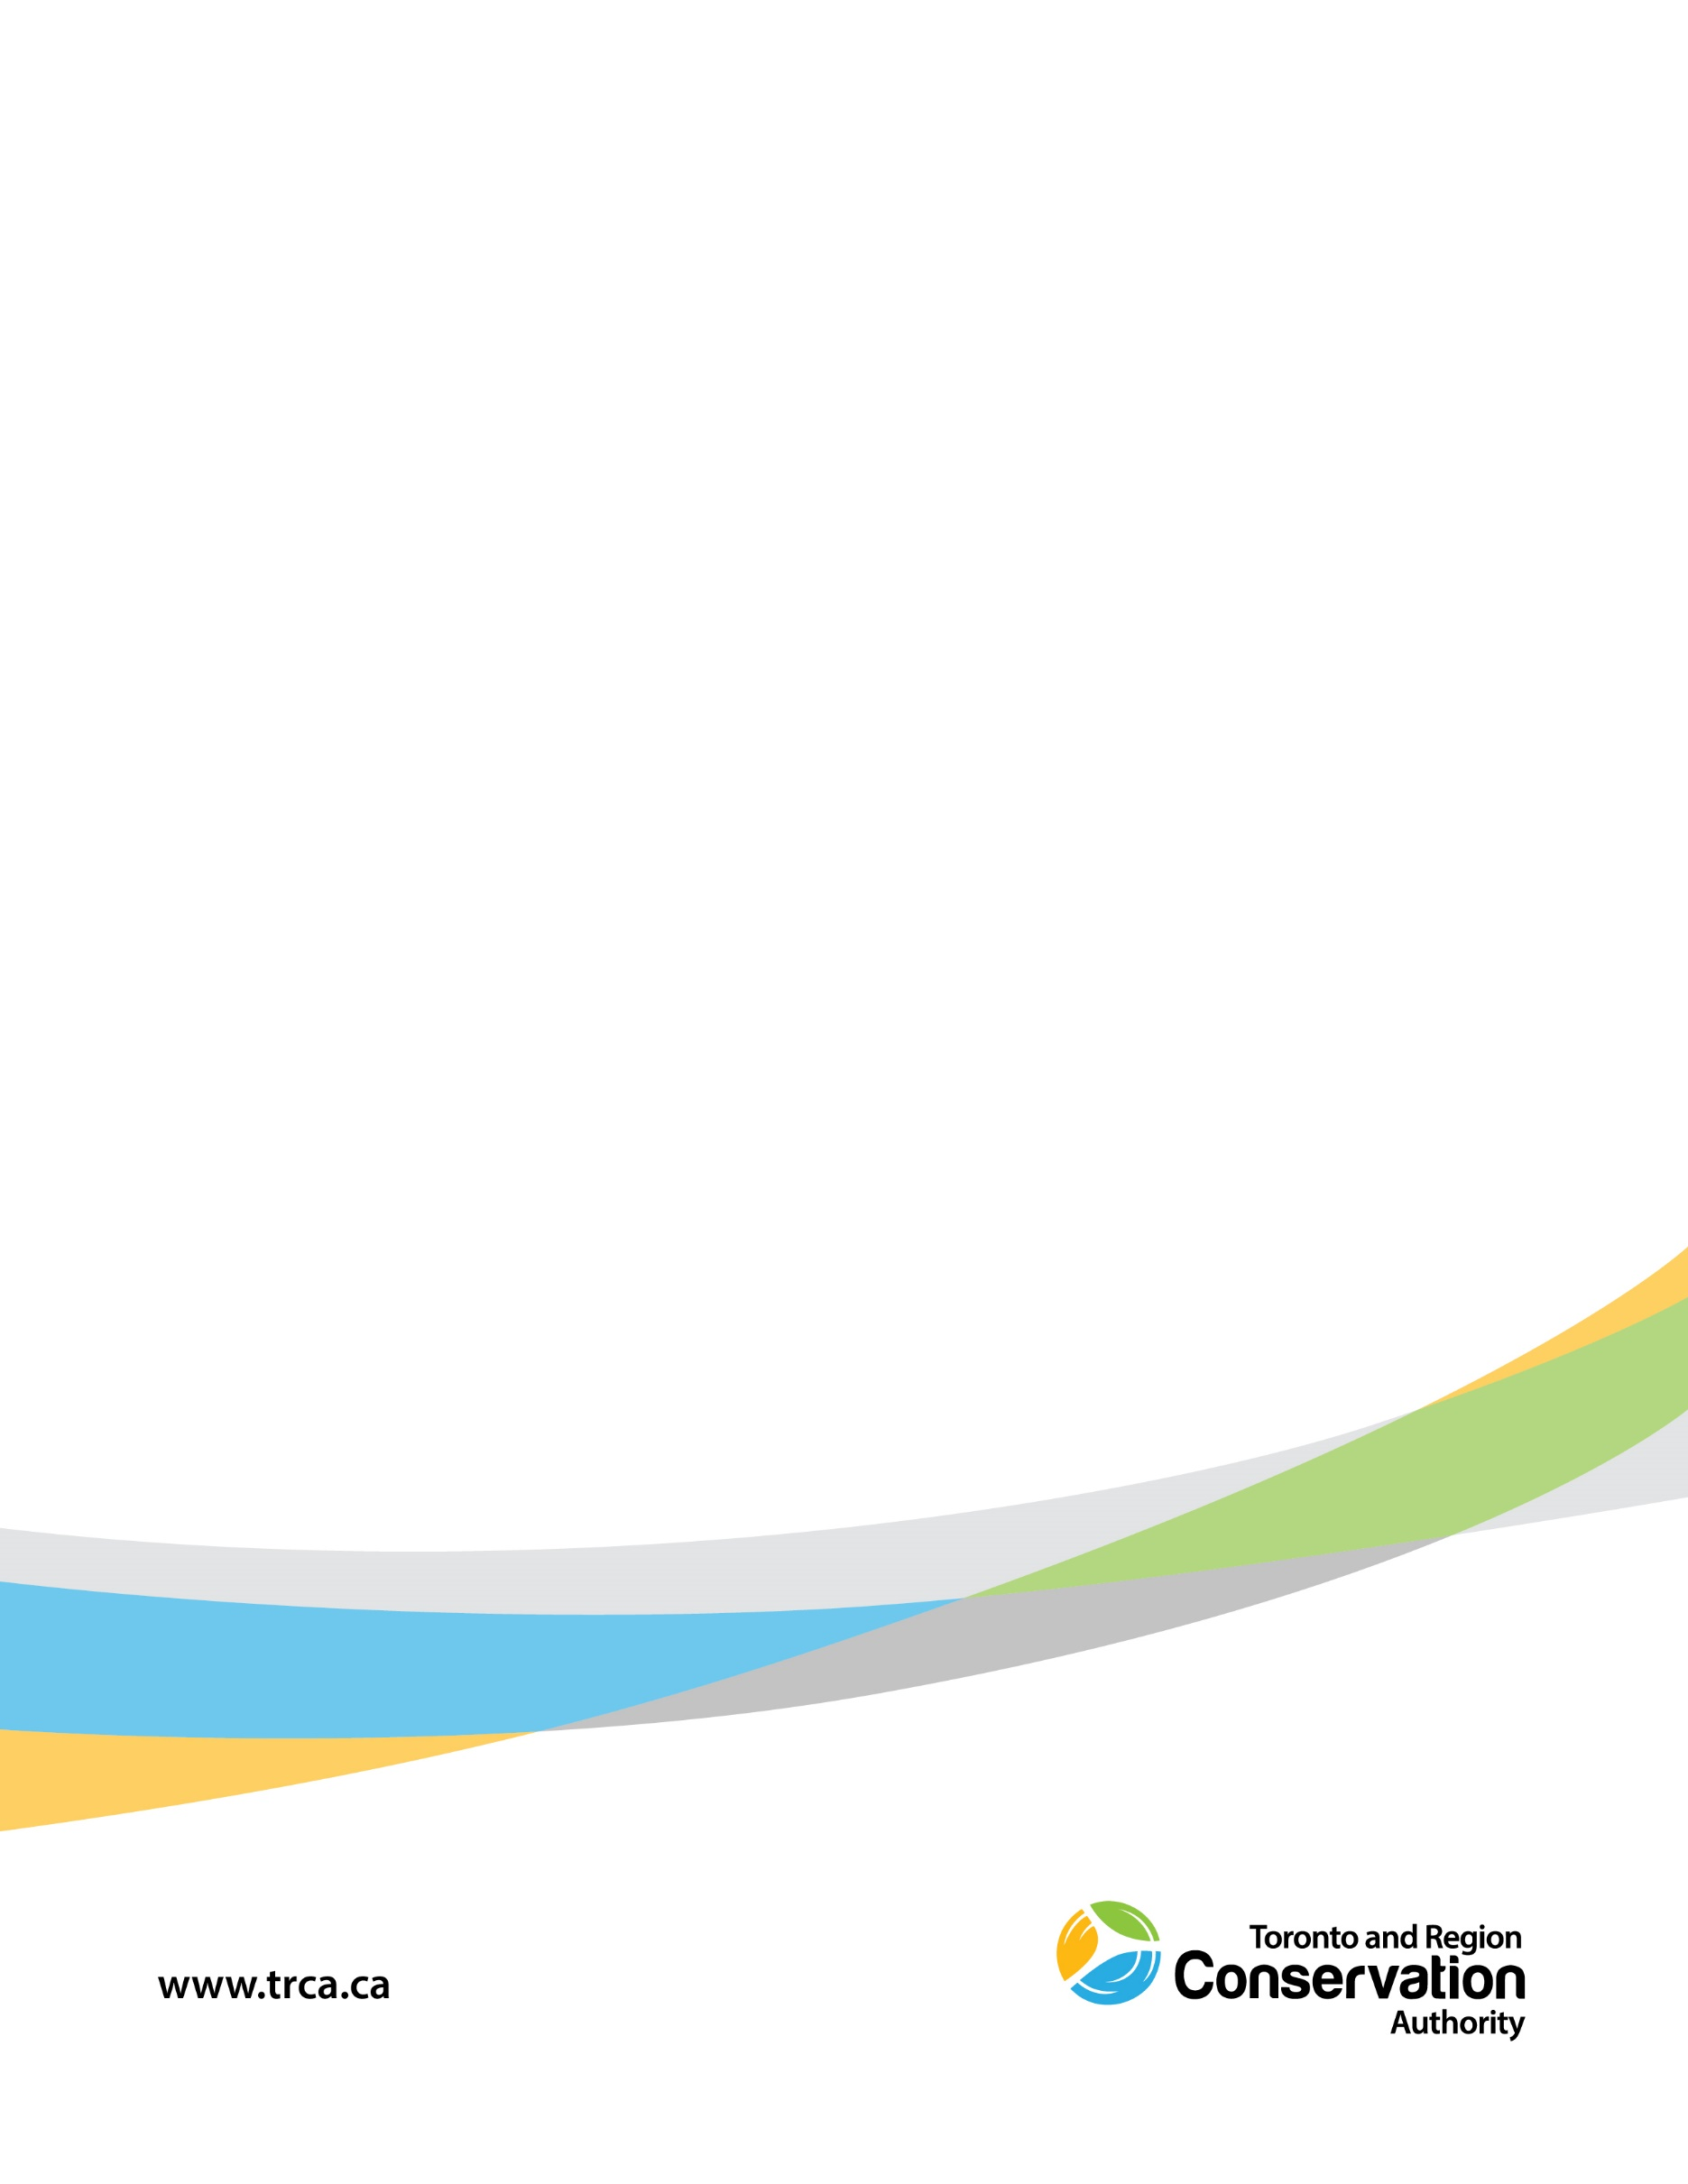 www.trca.ca
Toronto and Region
Conservation
Authority